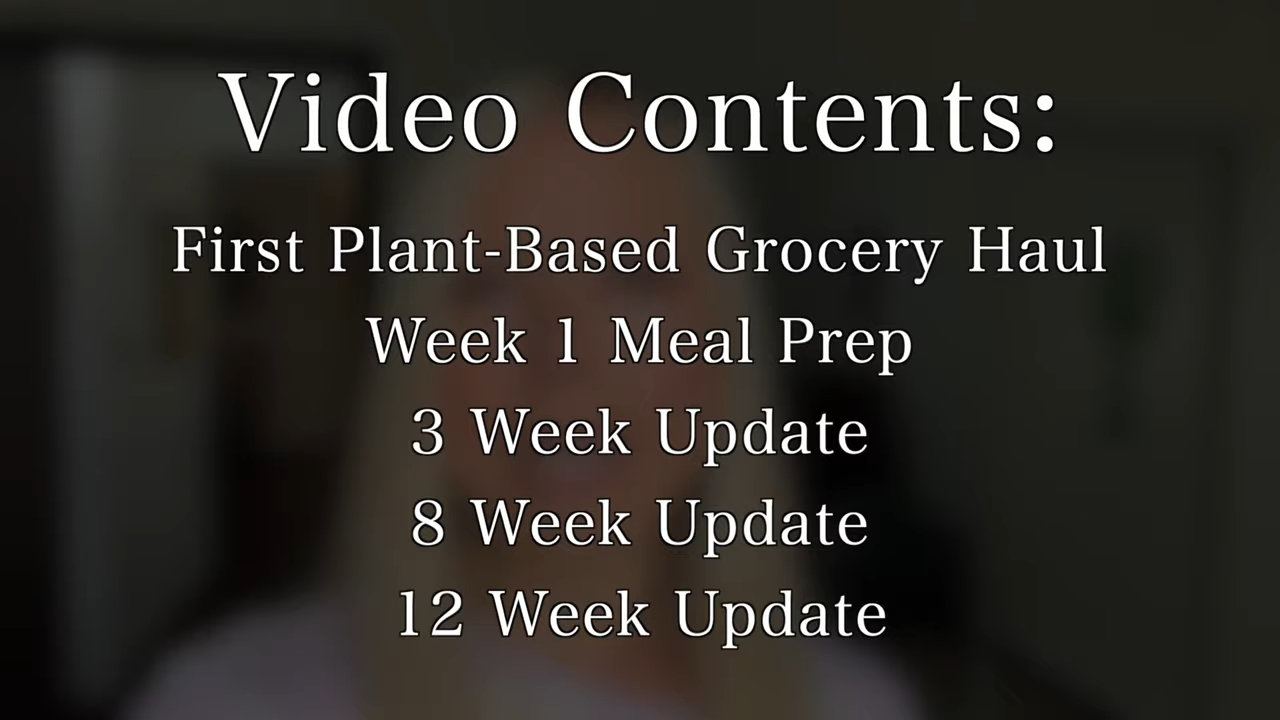 Video Contents:
First Plant-Based Grocery Haul
Week 1 Meal Prep
3 Week Update
8 Week Update
12 Week Update